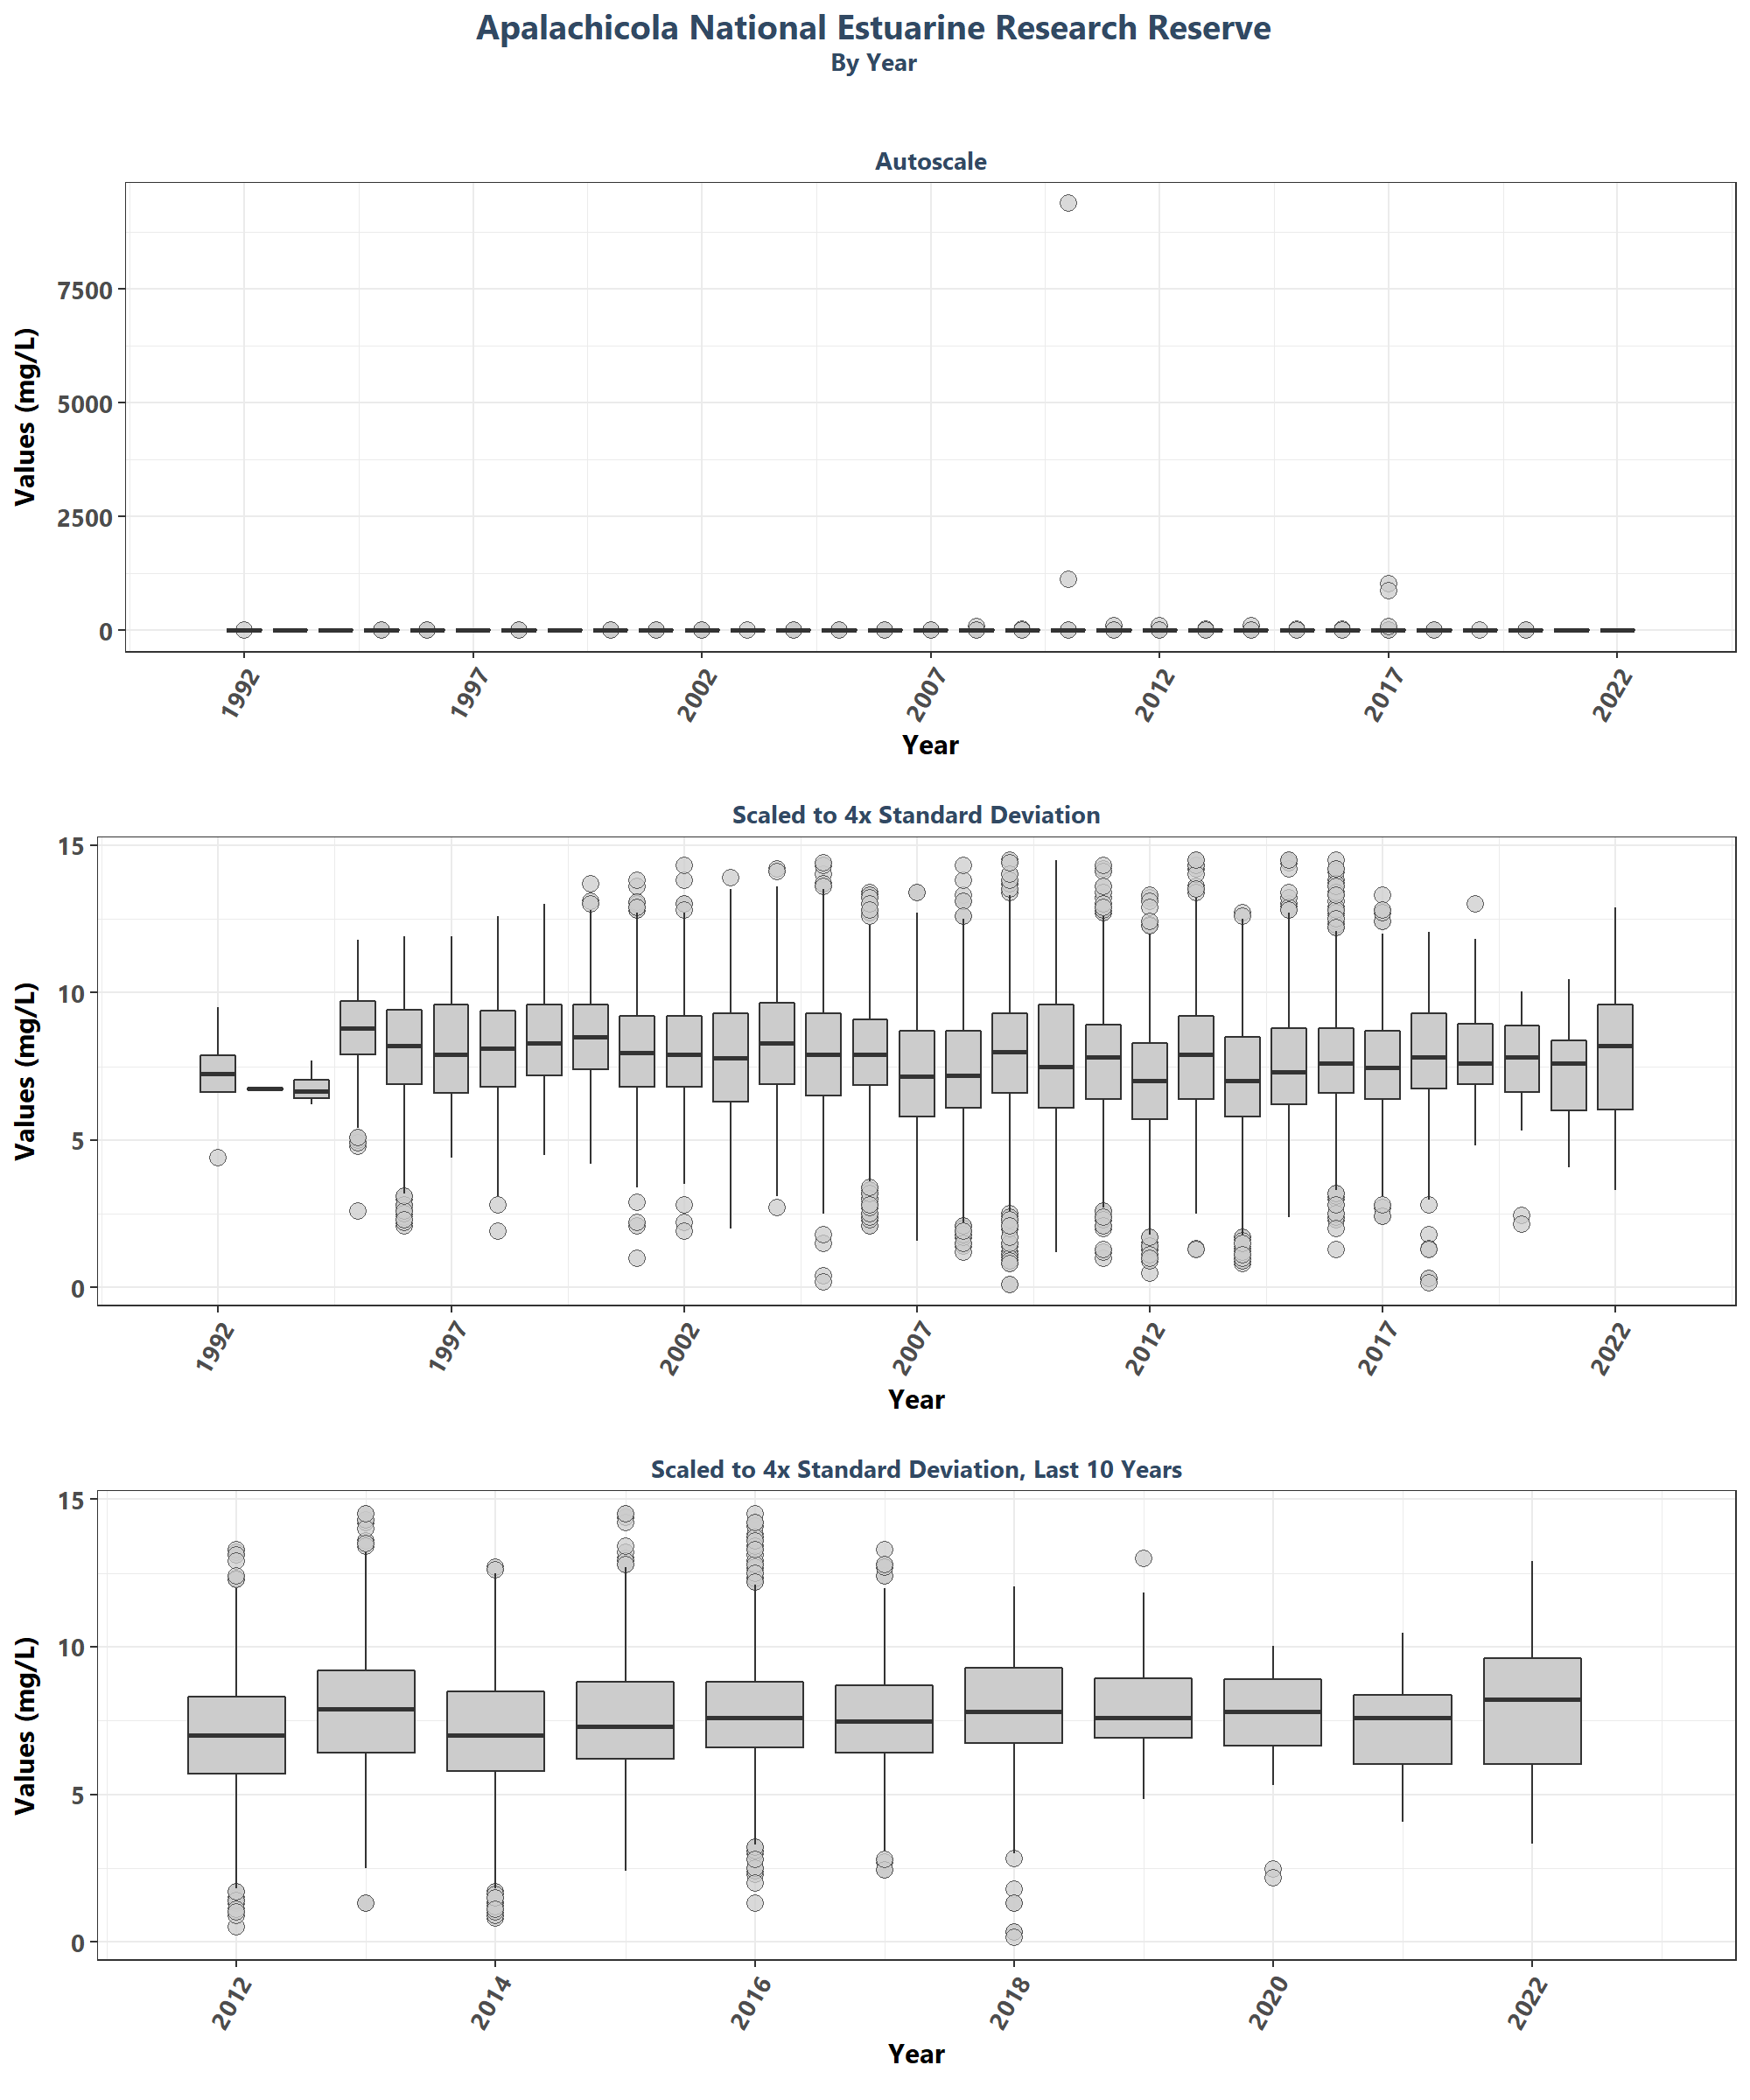 Apalachicola National Estuarine Research Reserve
By Year
Autoscale
Values (mg/L)
7500
5000
2500
0
1992 1997 2002 2007 2012 2017 2022
Year
Scaled to 4x Standard Deviation
Values (mg/L)
15
10
5
0
1992 1997 2002 2007 2012 2017 2022
Year
Scaled to 4x Standard Deviation, Last 10 Years
Values (mg/L)
15
10
5
0
2012 2014 2016 2018 2020 2022
Year